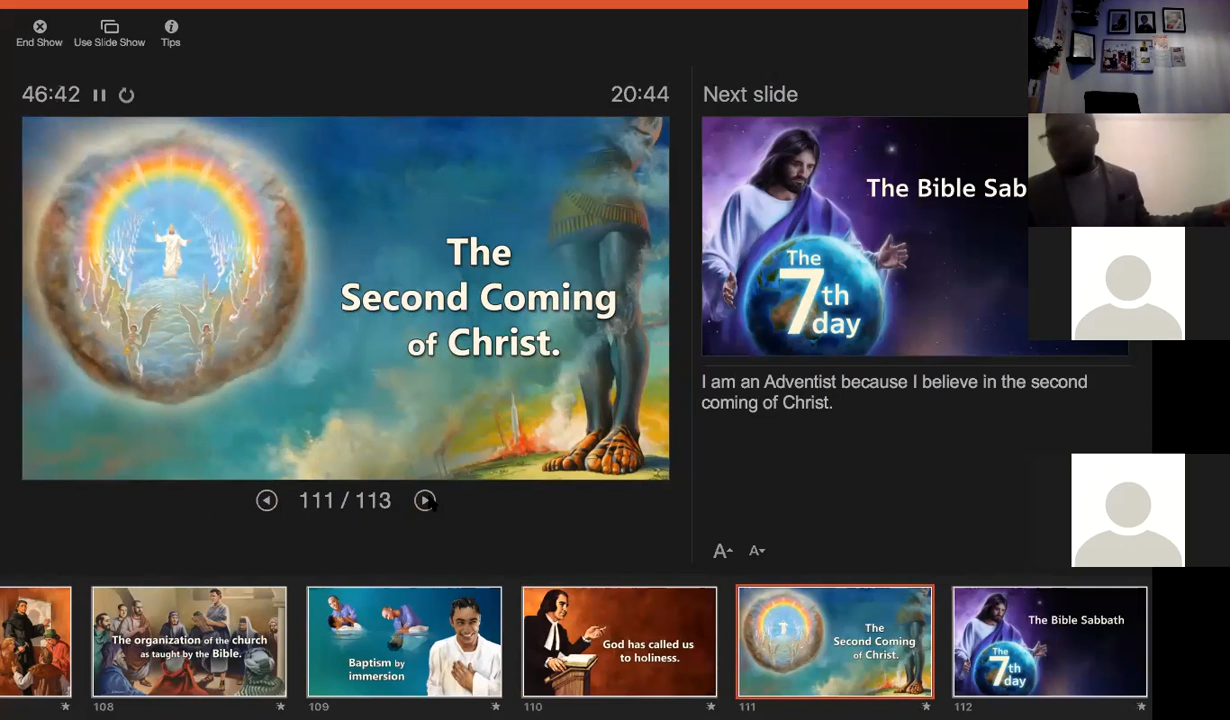 End Show
Use Slide Show
Tips
46:42
20:44
The
Second Coming
of Christ.
111 / 113
Next slide
The Bible Sab
The
7th
day
I am an Adventist because I believe in the second
coming of Christ.
A A
The organization of the church
as taught by the Bible.
Baptism by
immersion
God has called us
to holiness.
The
Second Coming
of Christ.
The Bible Sabbath
The
7th
day
108
109
110
111
112